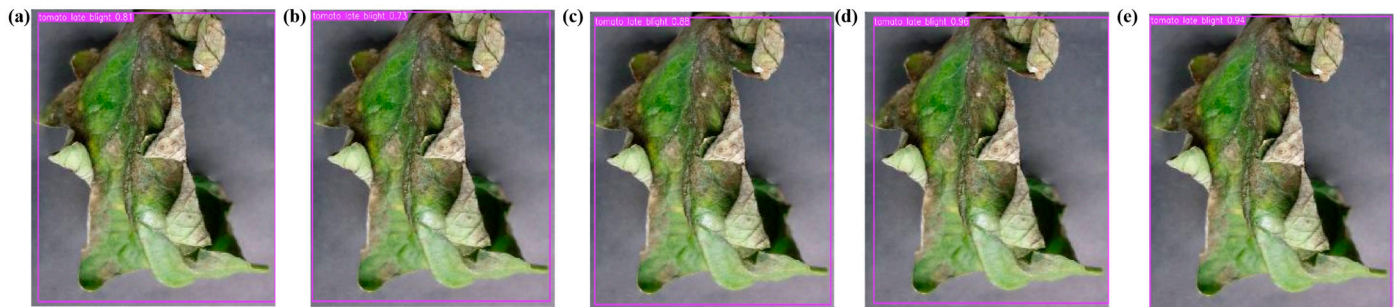 (a)
tomato late blight 0.81
(b)
tomato late blight 0.73
(c)
tomato late blight 0.88
(d)
tomato late blight 0.96
(e)
tomato late blight 0.94